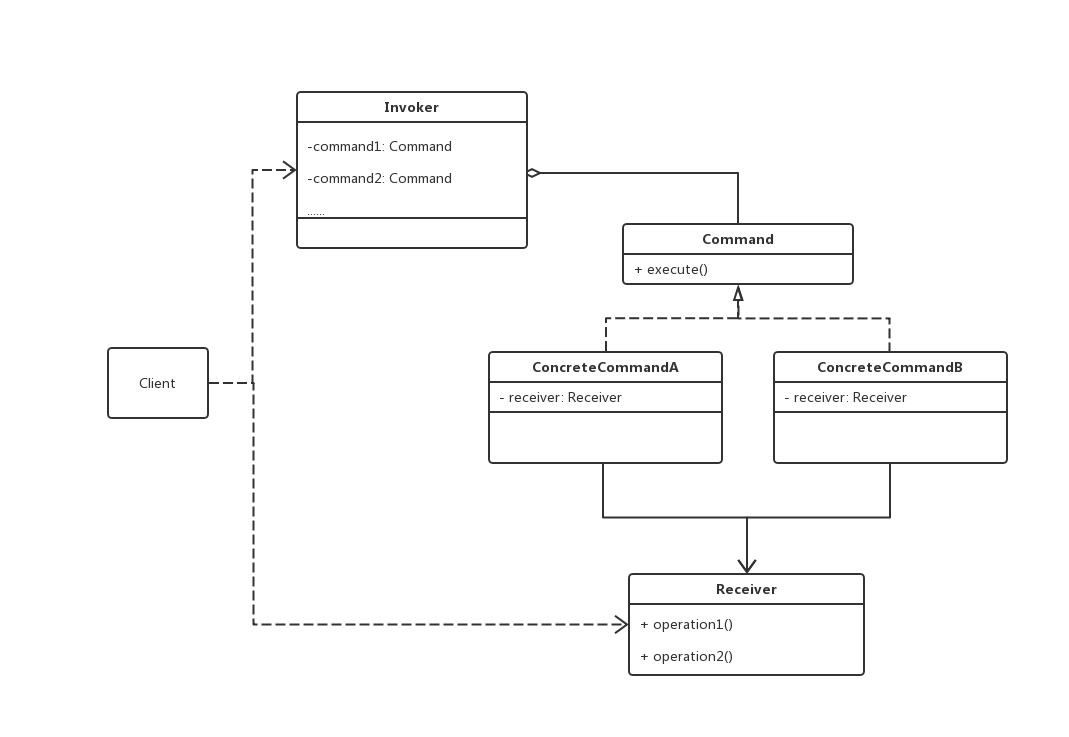 Invoker
-command1: Command
-command2: Command
......
Command
+ execute()
Client
ConcreteCommandA
- receiver: Receiver
ConcreteCommandB
- receiver: Receiver
Receiver
+ operation1()
+ operation2()